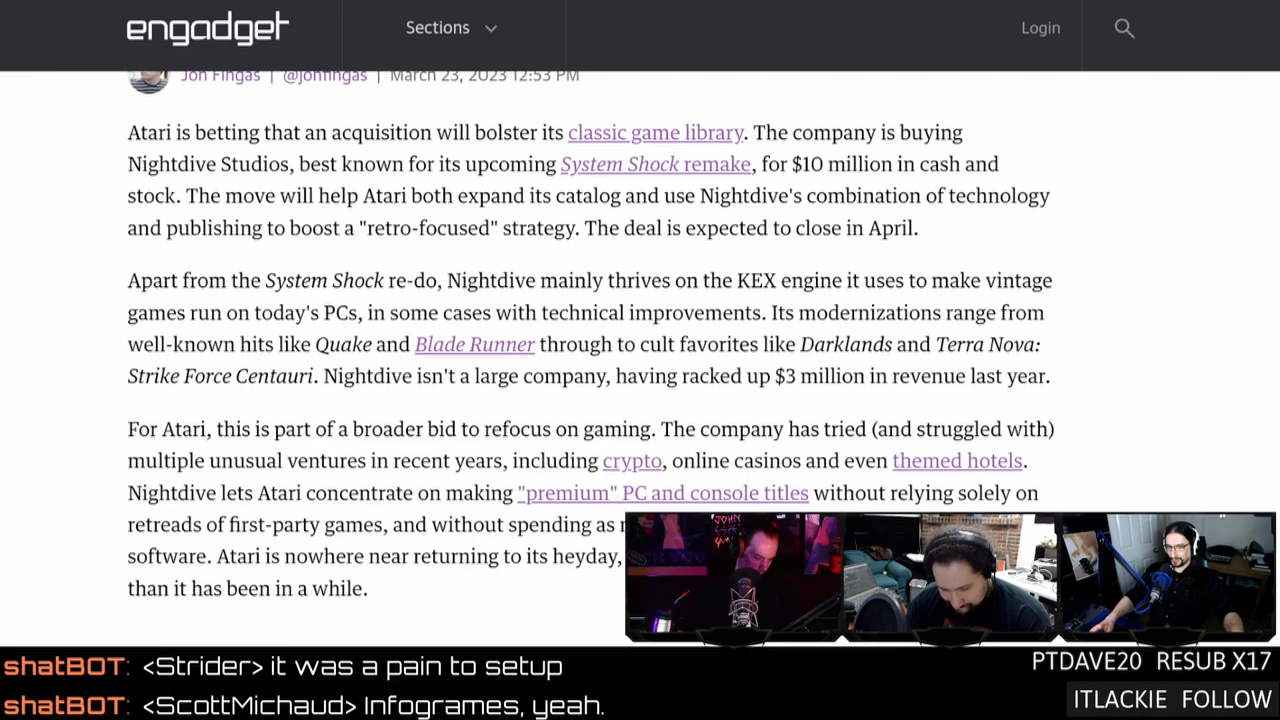 engadget
Sections
Login
Jon Fingas | @jonfingas | March 23, 2023 12:53 PM
Atari is betting that an acquisition will bolster its classic game library. The company is buying
Nightdive Studios, best known for its upcoming System Shock remake, for $10 million in cash and
stock. The move will help Atari both expand its catalog and use Nightdive's combination of technology
and publishing to boost a "retro-focused" strategy. The deal is expected to close in April.
Apart from the System Shock re-do, Nightdive mainly thrives on the KEX engine it uses to make vintage
games run on today's PCs, in some cases with technical improvements. Its modernizations range from
well-known hits like Quake and Blade Runner through to cult favorites like Darklands and Terra Nova:
Strike Force Centauri. Nightdive isn't a large company, having racked up $3 million in revenue last year.
For Atari, this is part of a broader bid to refocus on gaming. The company has tried (and struggled with)
multiple unusual ventures in recent years, including crypto, online casinos and even themed hotels.
Nightdive lets Atari concentrate on making "premium" PC and console titles without relying solely on
retreads of first-party games, and without spending as
software. Atari is nowhere near returning to its heyday,
than it has been in a while.
JOHN
shatBOT: <Strider> it was a pain to setup
shatBOT: <ScottMichaud> Infogrames, yeah.
PTDAVE20 RESUB X17
ITLACKIE FOLLOW